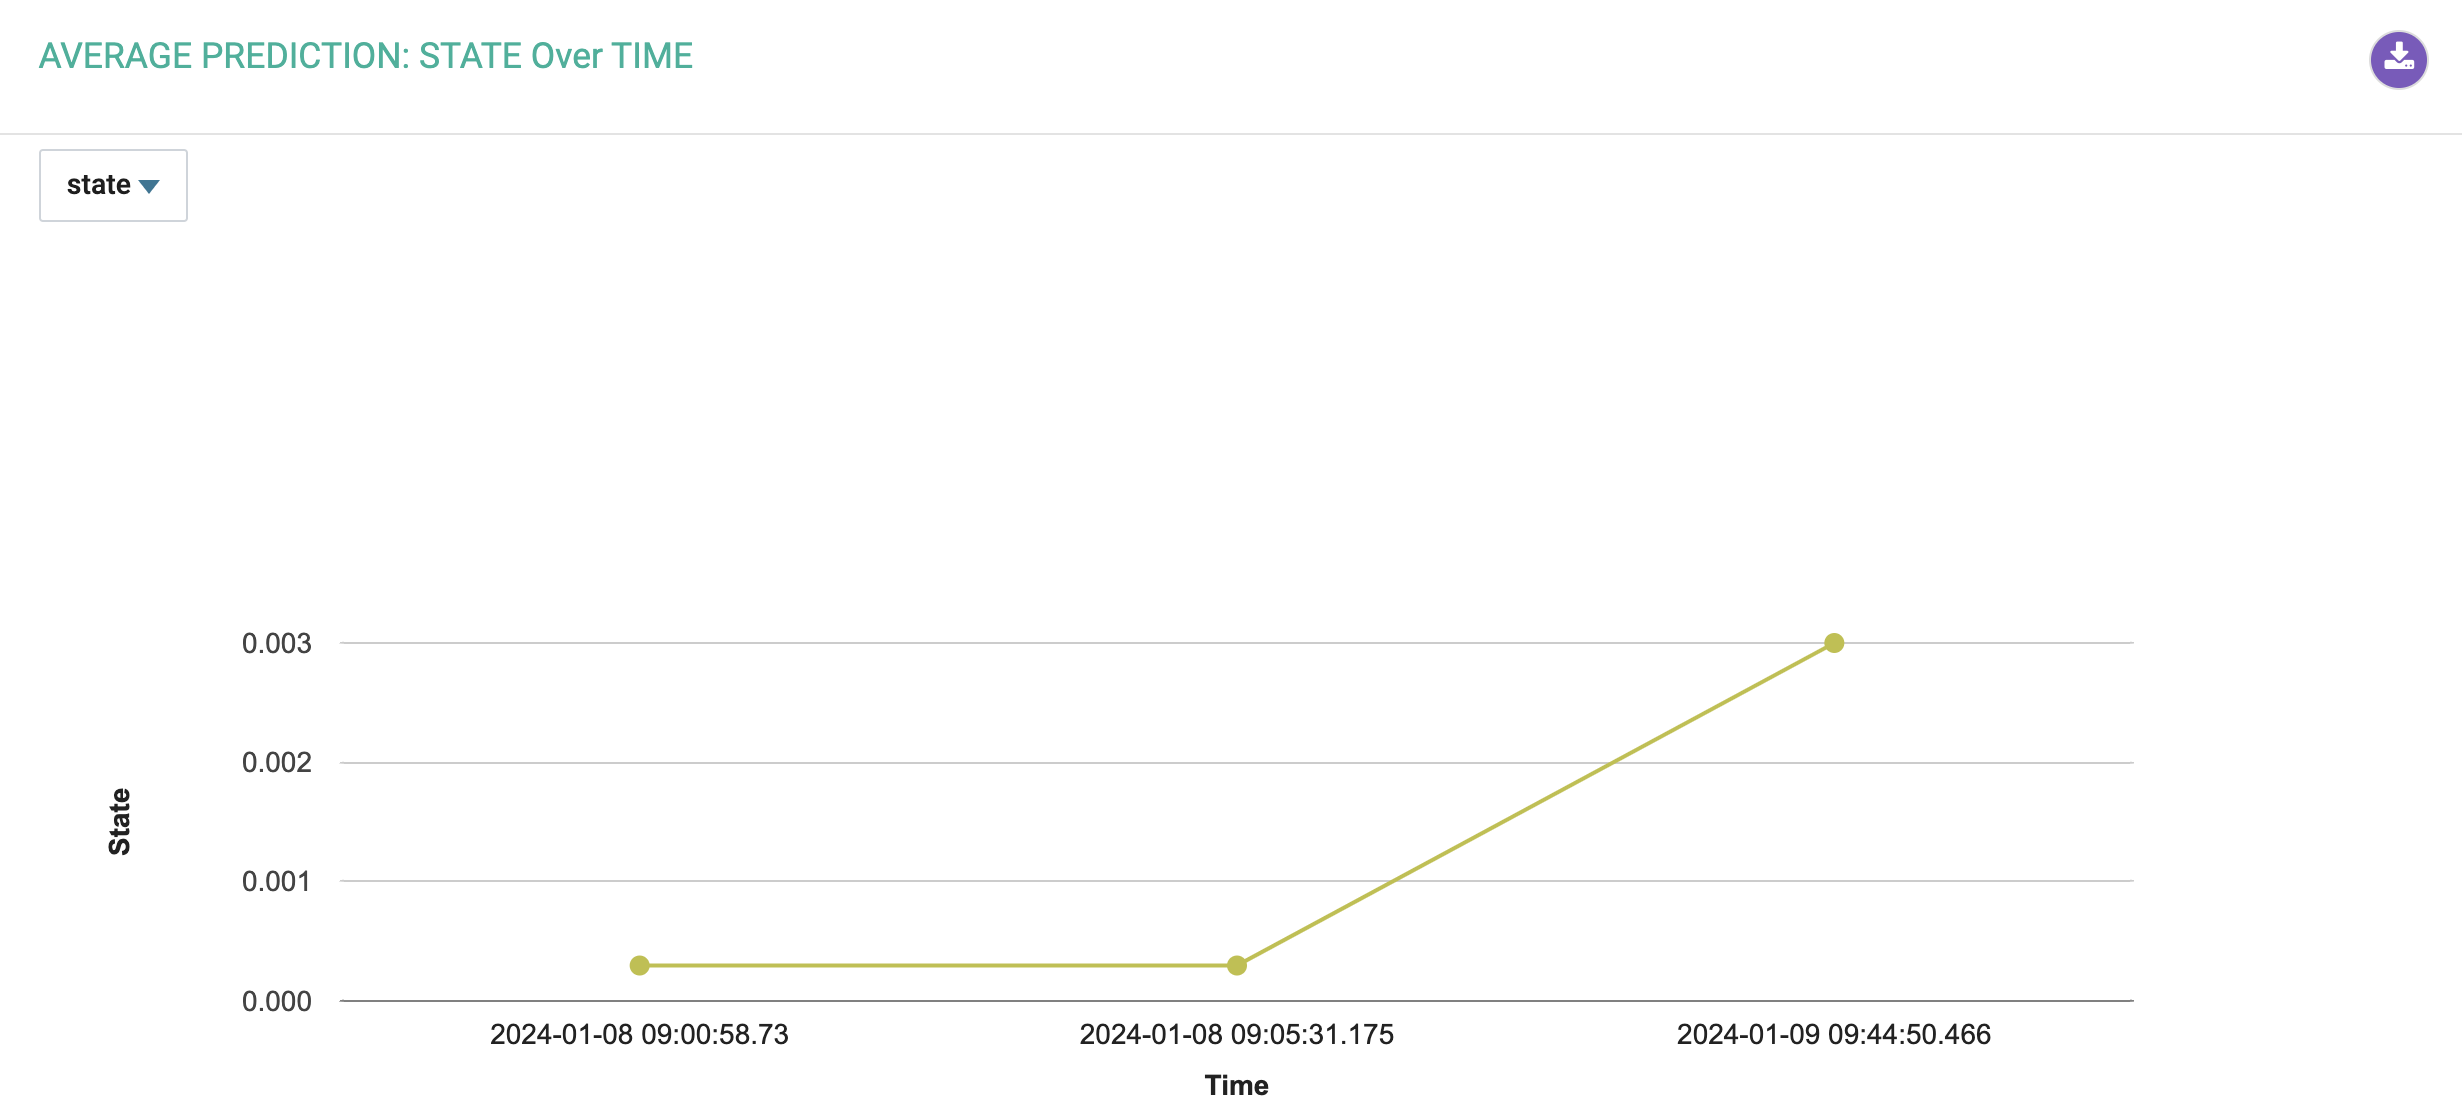 AVERAGE PREDICTION: STATE Over TIME
state
0.003
0.002
0.001
0.000
State
2024-01-08 09:00:58.73
2024-01-08 09:05:31.175
2024-01-09 09:44:50.466
Time